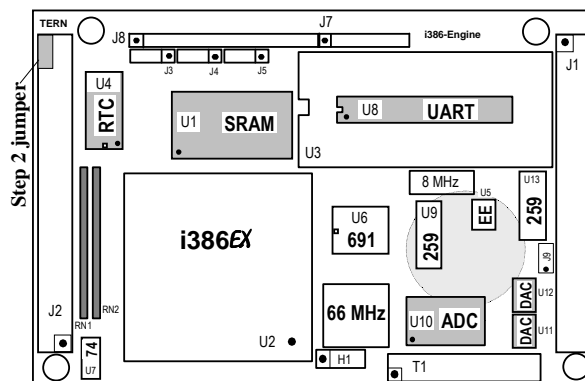 TERN
J8
J7
i386-Engine
J1
J3
J4
J5
Step 2 jumper
U4
RTC
U1
SRAM
U8
UART
U3
8 MHz
U5
U13
EE
259
U6
691
U9
259
i386EX
J9
DAC
U12
J2
RN1
RN2
66 MHz
U10
ADC
DAC
U11
U2
74
U7
H1
T1